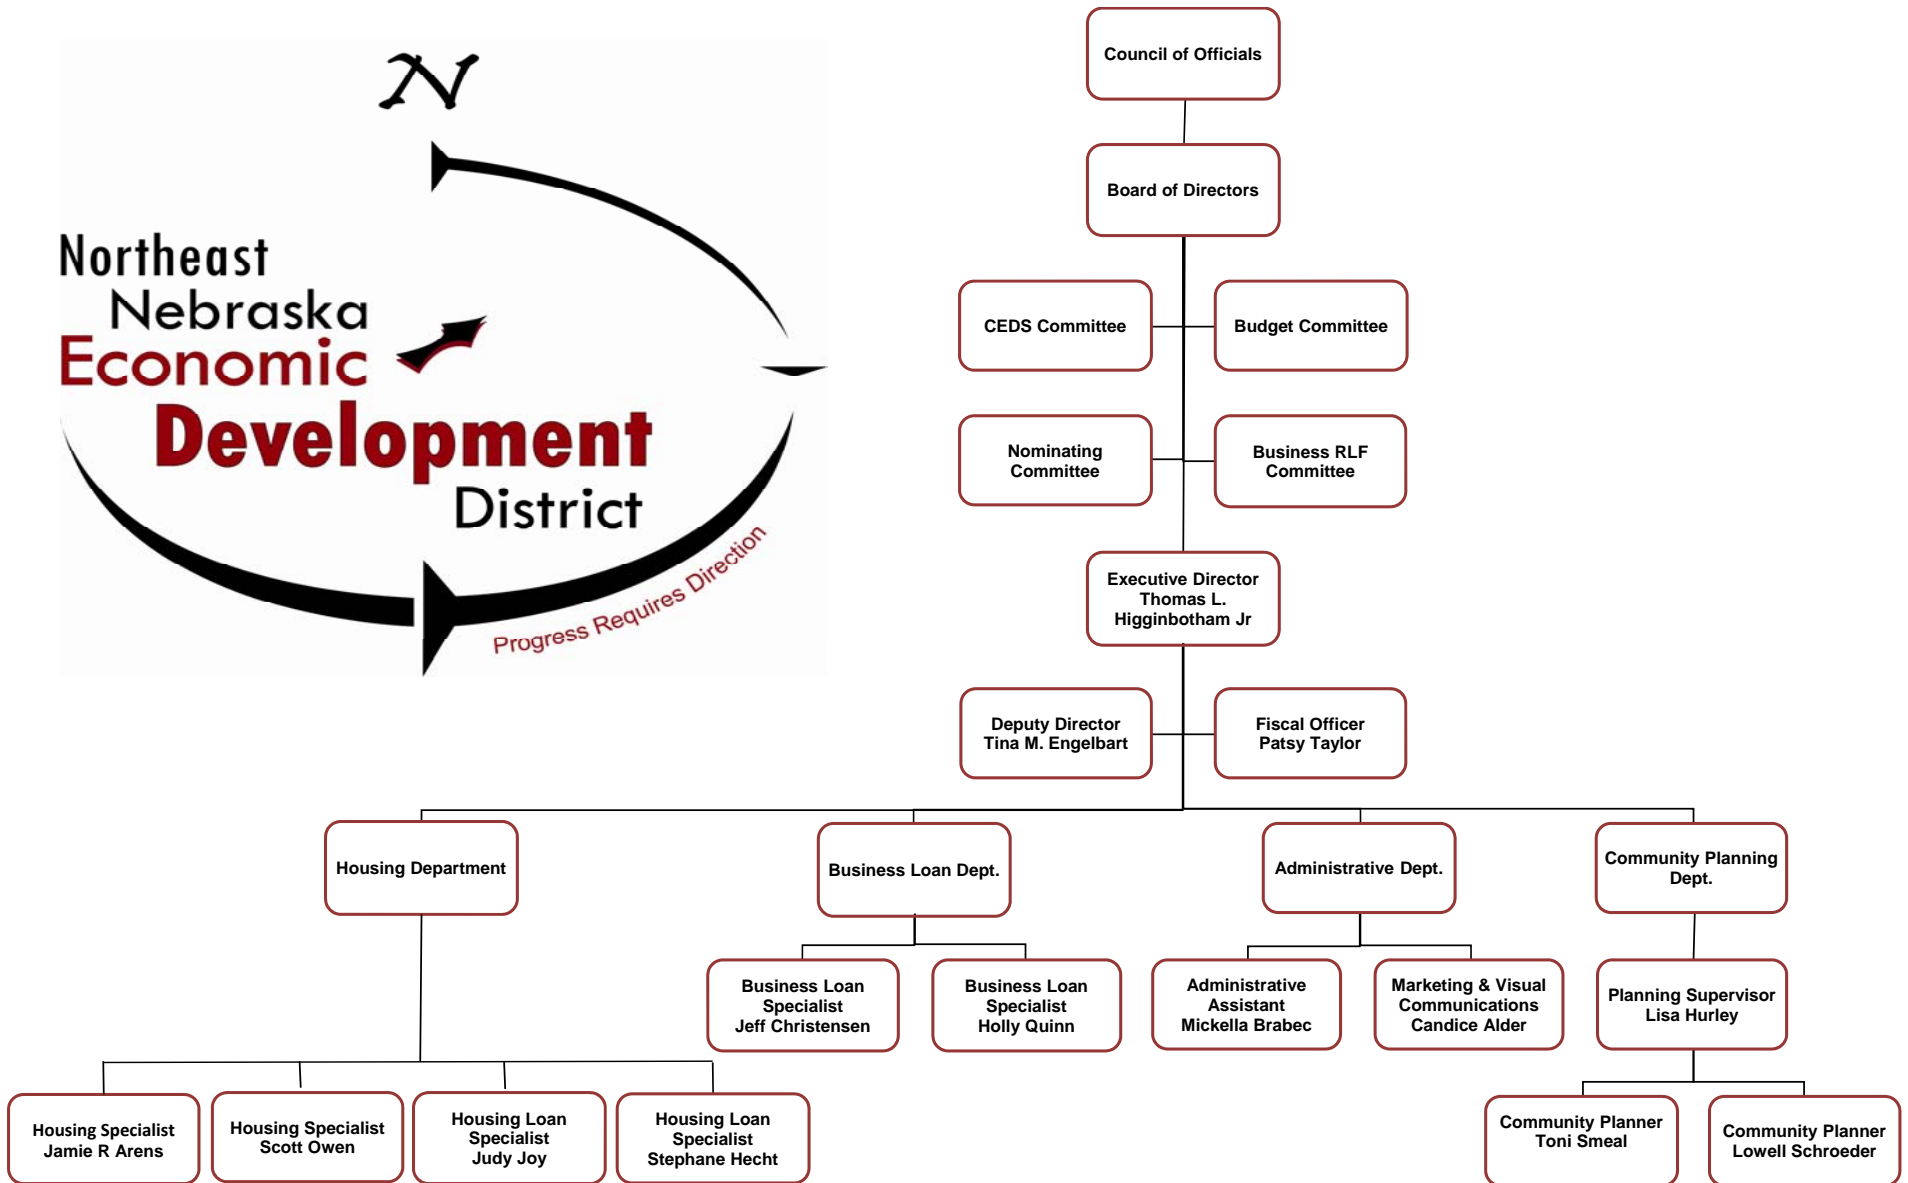 N
Northeast
Nebraska
Economic
Development
District
Progress Requires Direction
Council of Officials
Board of Directors
CEDS Committee
Budget Committee
Nominating
Committee
Business RLF
Committee
Executive Director
Thomas L.
Higginbotham Jr
Deputy Director
Tina M. Engelbart
Fiscal Officer
Patsy Taylor
Housing Department
Business Loan Dept.
Administrative Dept.
Community Planning
Dept.
Business Loan
Specialist
Jeff Christensen
Business Loan
Specialist
Holly Quinn
Administrative
Assistant
Mickella Brabec
Marketing & Visual
Communications
Candice Alder
Planning Supervisor
Lisa Hurley
Housing Specialist
Jamie R Arens
Housing Specialist
Scott Owen
Housing Loan
Specialist
Judy Joy
Housing Loan
Specialist
Stephane Hecht
Community Planner
Toni Smeal
Community Planner
Lowell Schroeder